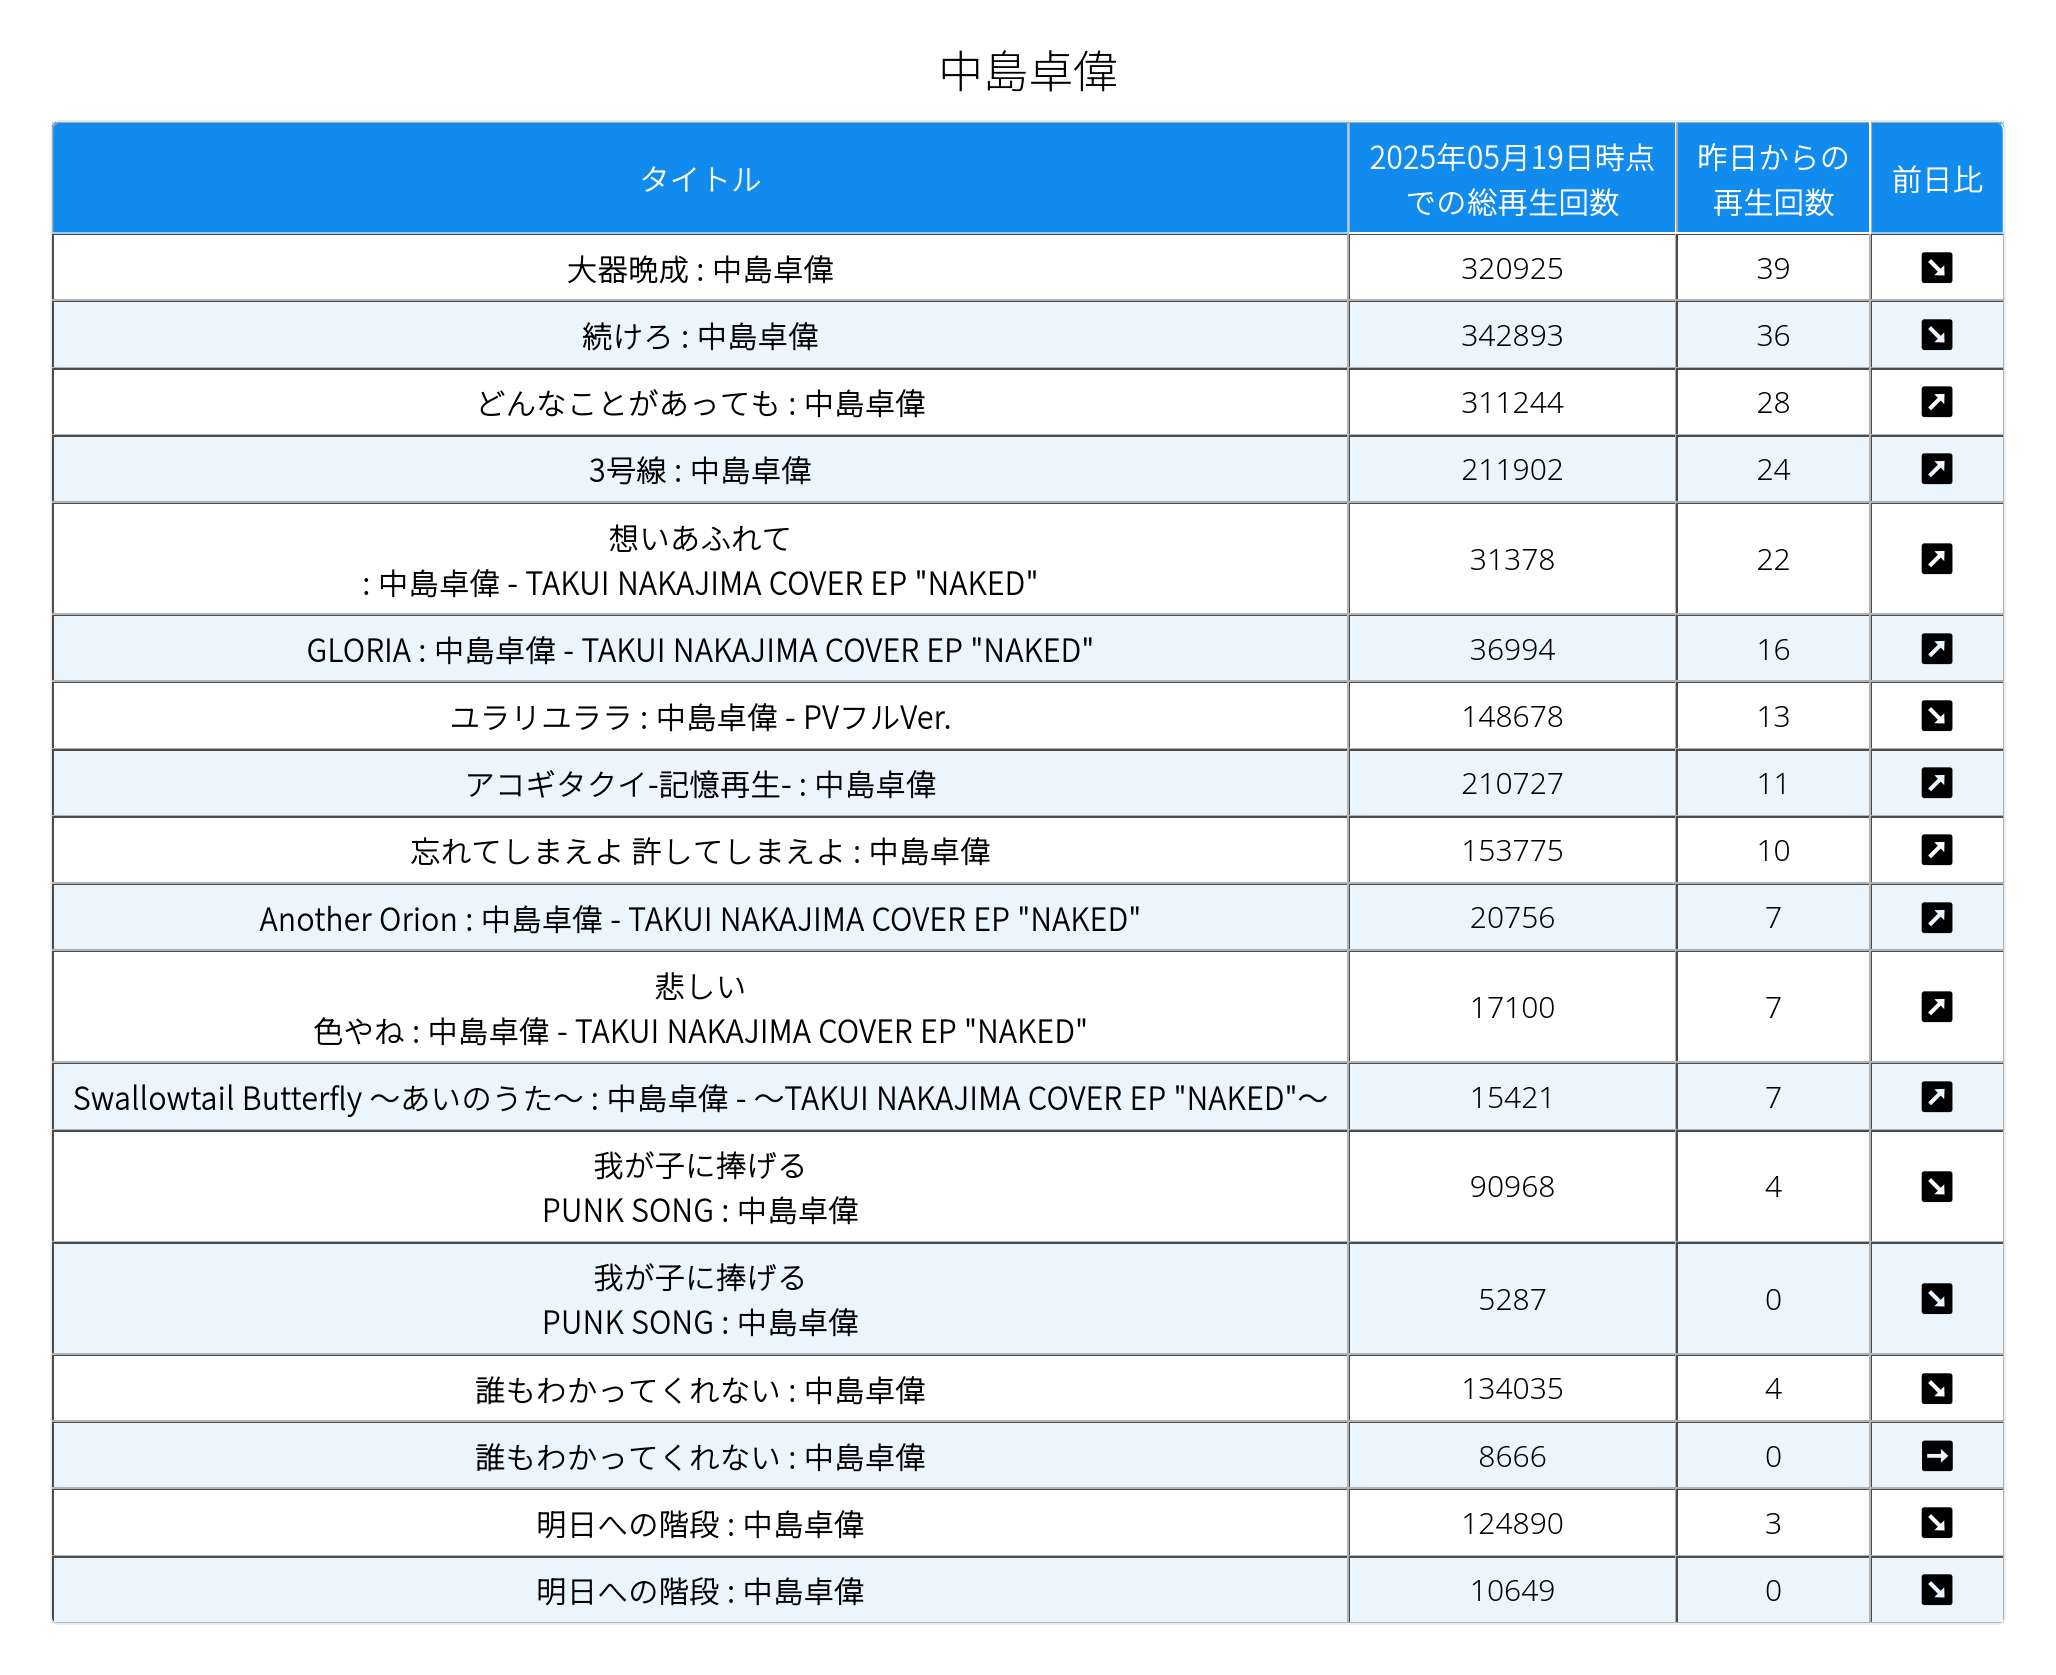 中島卓偉
タイトル
2025年05月19日時点
での総再生回数
昨日からの
再生回数
前日比
大器晩成 : 中島卓偉
320925
39
続けろ : 中島卓偉
342893
36
どんなことがあっても : 中島卓偉
311244
28
3号線 : 中島卓偉
211902
24
想いあふれて
: 中島卓偉 - TAKUI NAKAJIMA COVER EP "NAKED"
31378
22
GLORIA : 中島卓偉 - TAKUI NAKAJIMA COVER EP "NAKED"
36994
16
ユラリユララ : 中島卓偉 - PVフルVer.
148678
13
アコギタクイ-記憶再生- : 中島卓偉
210727
11
忘れてしまえよ 許してしまえよ : 中島卓偉
153775
10
Another Orion : 中島卓偉 - TAKUI NAKAJIMA COVER EP "NAKED"
20756
7
悲しい
色やね : 中島卓偉 - TAKUI NAKAJIMA COVER EP "NAKED"
17100
7
Swallowtail Butterfly 〜あいのうた〜 : 中島卓偉 - 〜TAKUI NAKAJIMA COVER EP "NAKED"〜
15421
7
我が子に捧げる
PUNK SONG : 中島卓偉
90968
4
我が子に捧げる
PUNK SONG : 中島卓偉
5287
0
誰もわかってくれない : 中島卓偉
134035
4
誰もわかってくれない : 中島卓偉
8666
0
明日への階段 : 中島卓偉
124890
3
明日への階段 : 中島卓偉
10649
0